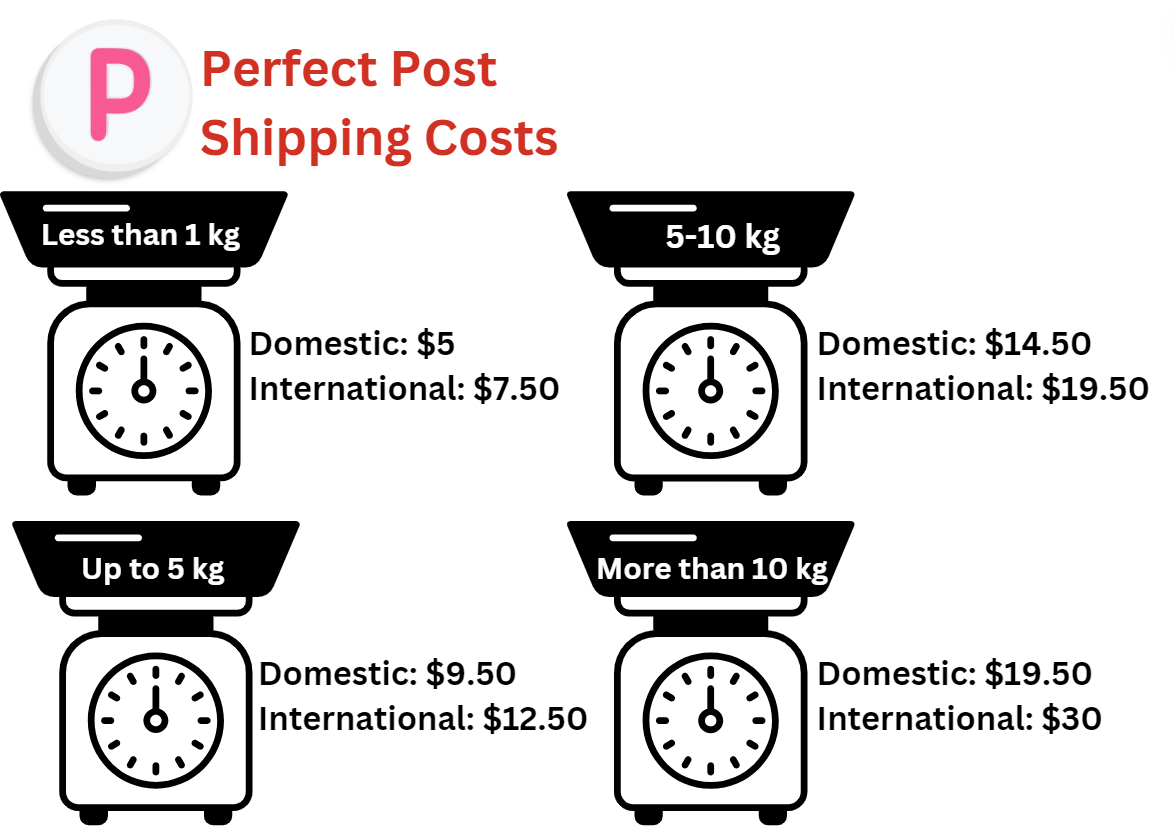 P
Perfect Post
Shipping Costs
Less than 1 kg
Domestic: $5
International: $7.50
5-10 kg
Domestic: $14.50
International: $19.50
Up to 5 kg
Domestic: $9.50
International: $12.50
More than 10 kg
Domestic: $19.50
International: $30